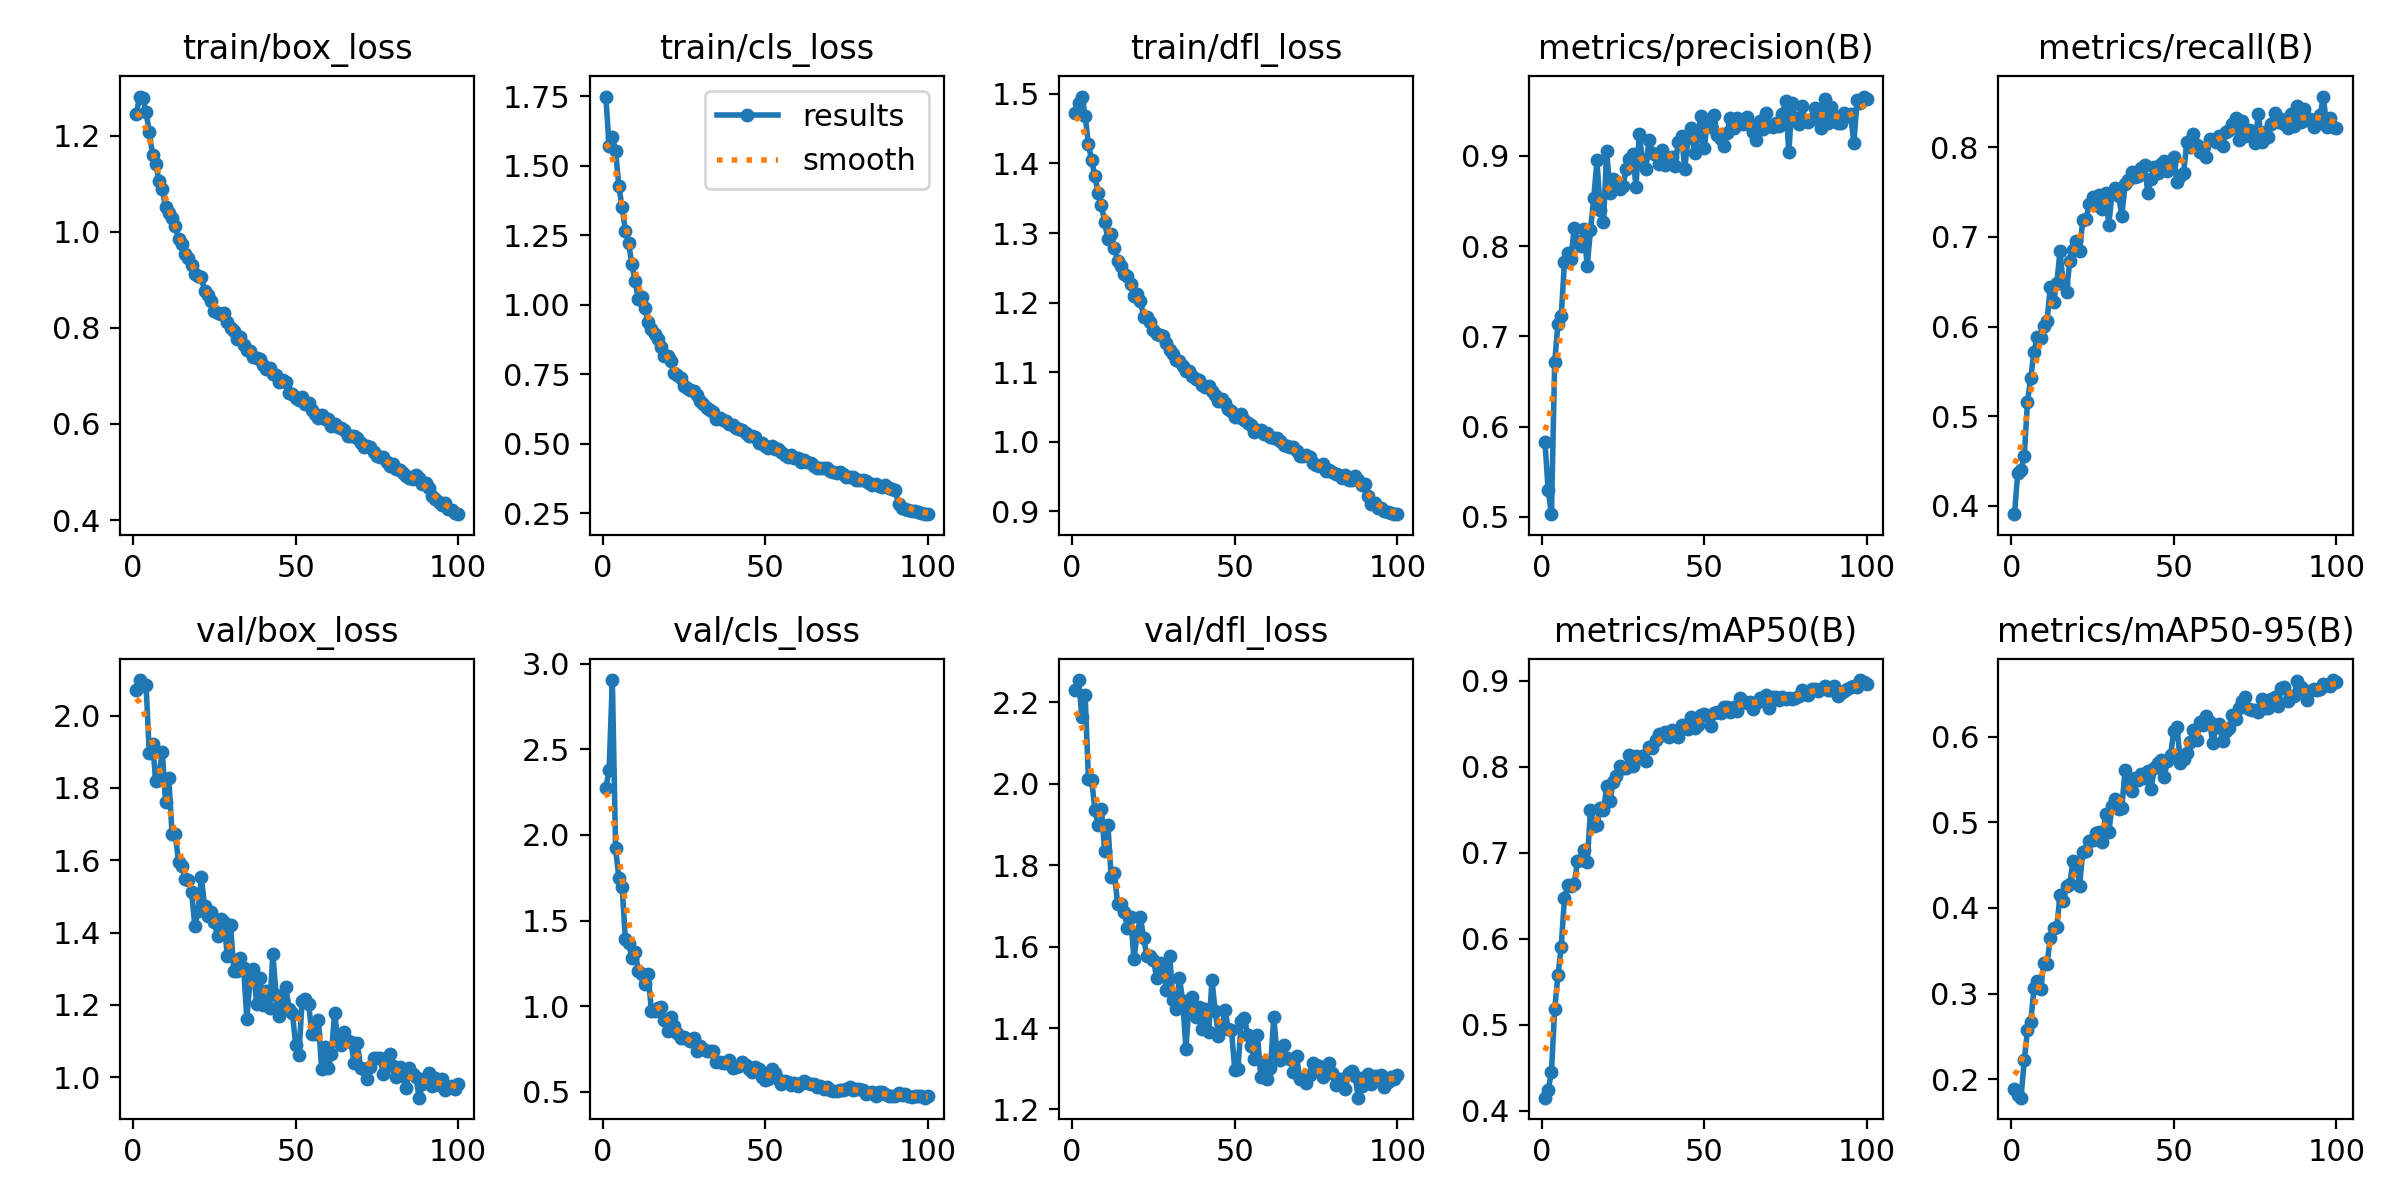 train/box_loss
train/cls_loss
train/dfl_loss
metrics/precision(B)
metrics/recall(B)
results
smooth
1.2
1.0
0.8
0.6
0.4
0 50 100
1.75
1.50
1.25
1.00
0.75
0.50
0.25
0 50 100
1.5
1.4
1.3
1.2
1.1
1.0
0.9
0 50 100
0.9
0.8
0.7
0.6
0.5
0 50 100
0.8
0.7
0.6
0.5
0.4
0 50 100
val/box_loss
val/cls_loss
val/dfl_loss
metrics/mAP50(B)
metrics/mAP50-95(B)
2.0
1.8
1.6
1.4
1.2
1.0
0 50 100
3.0
2.5
2.0
1.5
1.0
0.5
0 50 100
2.2
2.0
1.8
1.6
1.4
1.2
0 50 100
0.9
0.8
0.7
0.6
0.5
0.4
0 50 100
0.6
0.5
0.4
0.3
0.2
0 50 100